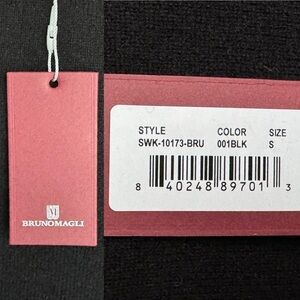 M
BRUNOMAGLI
STYLE COLOR SIZE
SWK-10173-BRU 001BLK S
8 40248 89701 3